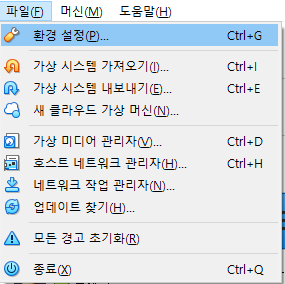 파일(F) 머신(M) 도움말(H)
환경 설정(P)... Ctrl+G
가상 시스템 가져오기(I)... Ctrl+I
가상 시스템 내보내기(E)... Ctrl+E
새 클라우드 가상 머신(N)...
가상 미디어 관리자(V)... Ctrl+D
호스트 네트워크 관리자(H)... Ctrl+H
네트워크 작업 관리자(N)...
업데이트 찾기(H)...
모든 경고 초기화(R)
종료(X) Ctrl+Q